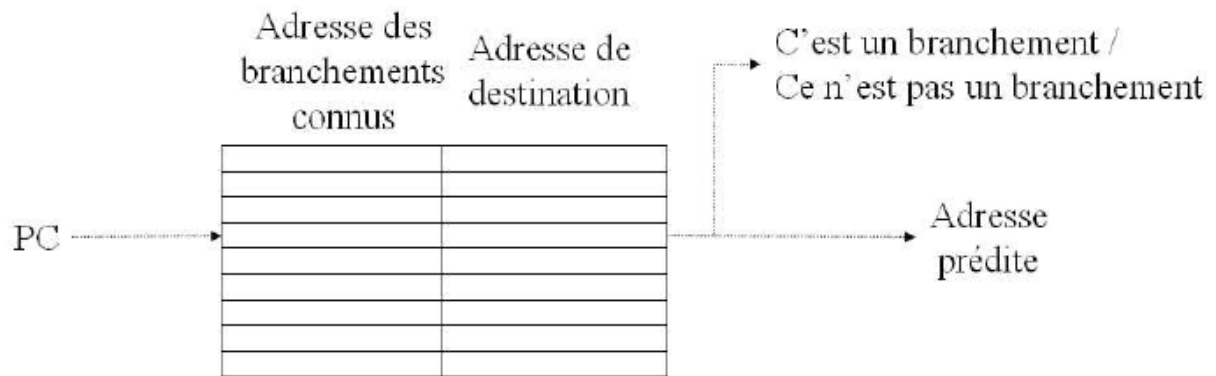 Adresse des
branchements
connus
Adresse de
destination
C'est un branchement /
Ce n'est pas un branchement
PC
Adresse
prédite